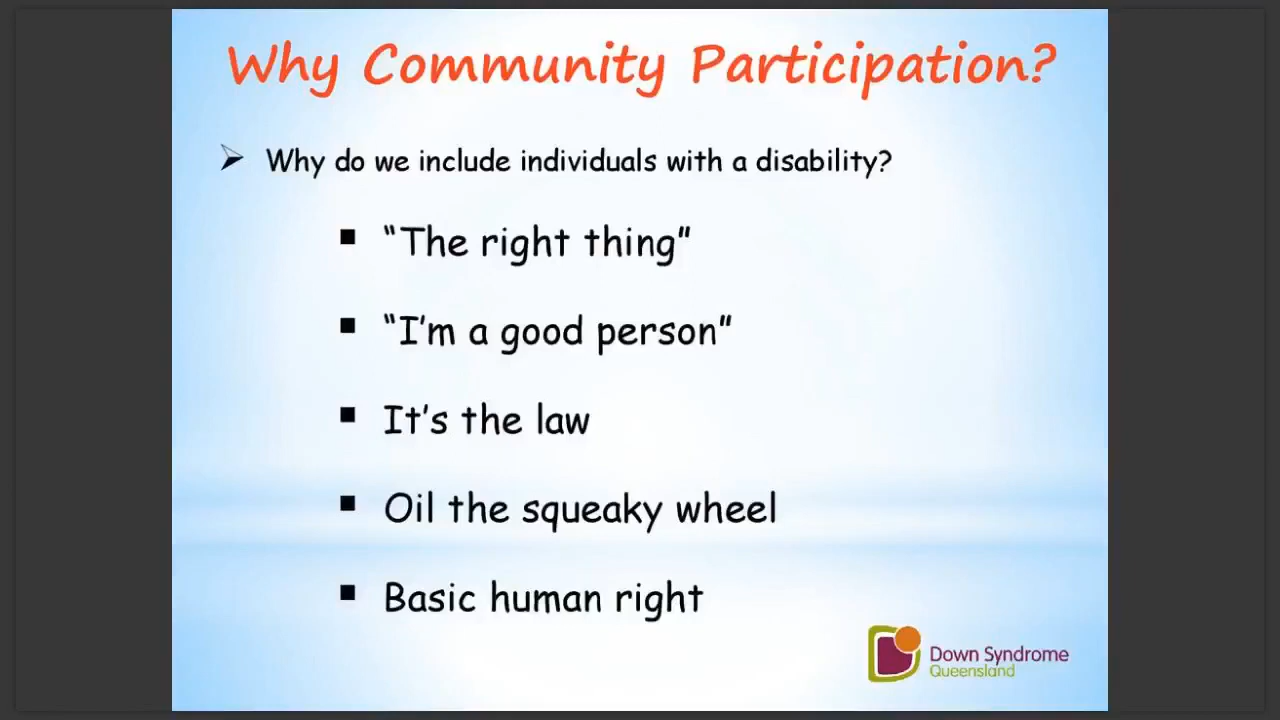 Why Community Participation?
➢ Why do we include individuals with a disability?
▪ “The right thing”
▪ “I’m a good person”
▪ It’s the law
▪ Oil the squeaky wheel
▪ Basic human right
Down Syndrome
Queensland